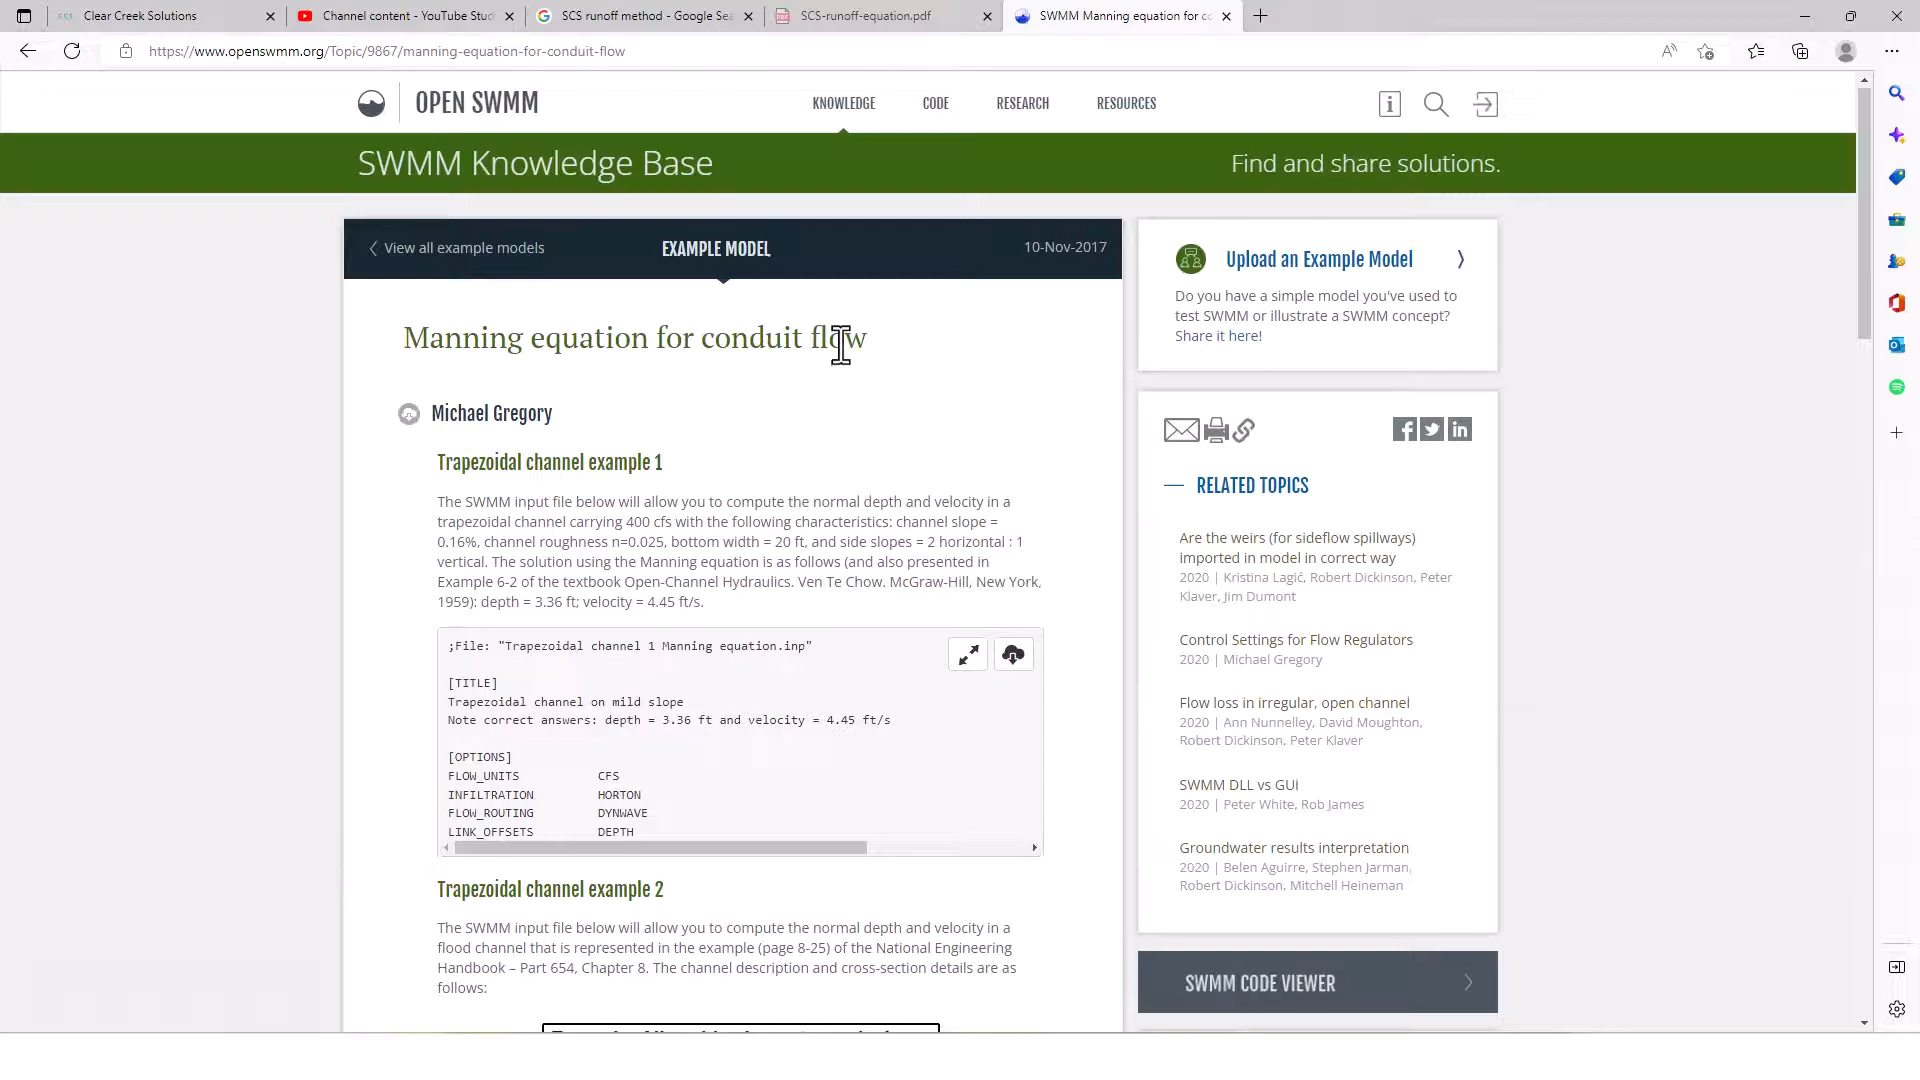 Clear Creek Solutions
Channel content - YouTube Stu
SCS runoff method - Google Sea
SCS-runoff-equation.pdf
SWMM Manning equation for co
https://www.openswmm.org/Topic/9867/manning-equation-for-conduit-flow
OPEN SWMM
KNOWLEDGE
CODE
RESEARCH
RESOURCES
SWMM Knowledge Base
Find and share solutions.
View all example models
EXAMPLE MODEL
10-Nov-2017
Manning equation for conduit flow
Michael Gregory
Trapezoidal channel example 1
The SWMM input file below will allow you to compute the normal depth and velocity in a
trapezoidal channel carrying 400 cfs with the following characteristics: channel slope =
0.16%, channel roughness n=0.025, bottom width = 20 ft, and side slopes = 2 horizontal : 1
vertical. The solution using the Manning equation is as follows (and also presented in
Example 6-2 of the textbook Open-Channel Hydraulics. Ven Te Chow. McGraw-Hill, New York,
1959): depth = 3.36 ft; velocity = 4.45 ft/s.
;File: "Trapezoidal channel 1 Manning equation.inp"
[TITLE]
Trapezoidal channel on mild slope
Note correct answers: depth = 3.36 ft and velocity = 4.45 ft/s
[OPTIONS]
FLOW_UNITS CFS
INFILTRATION HORTON
FLOW_ROUTING DYNWAVE
LINK_OFFSETS DEPTH
Trapezoidal channel example 2
The SWMM input file below will allow you to compute the normal depth and velocity in a
flood channel that is represented in the example (page 8-25) of the National Engineering
Handbook – Part 654, Chapter 8. The channel description and cross-section details are as
follows:
Upload an Example Model
Do you have a simple model you've used to
test SWMM or illustrate a SWMM concept?
Share it here!
RELATED TOPICS
Are the weirs (for sideflow spillways)
imported in model in correct way
2020 | Kristina Lagić, Robert Dickinson, Peter
Klaver, Jim Dumont
Control Settings for Flow Regulators
2020 | Michael Gregory
Flow loss in irregular, open channel
2020 | Ann Nunnelley, David Moughton,
Robert Dickinson, Peter Klaver
SWMM DLL vs GUI
2020 | Peter White, Rob James
Groundwater results interpretation
2020 | Belen Aguirre, Stephen Jarman,
Robert Dickinson, Mitchell Heineman
SWMM CODE VIEWER